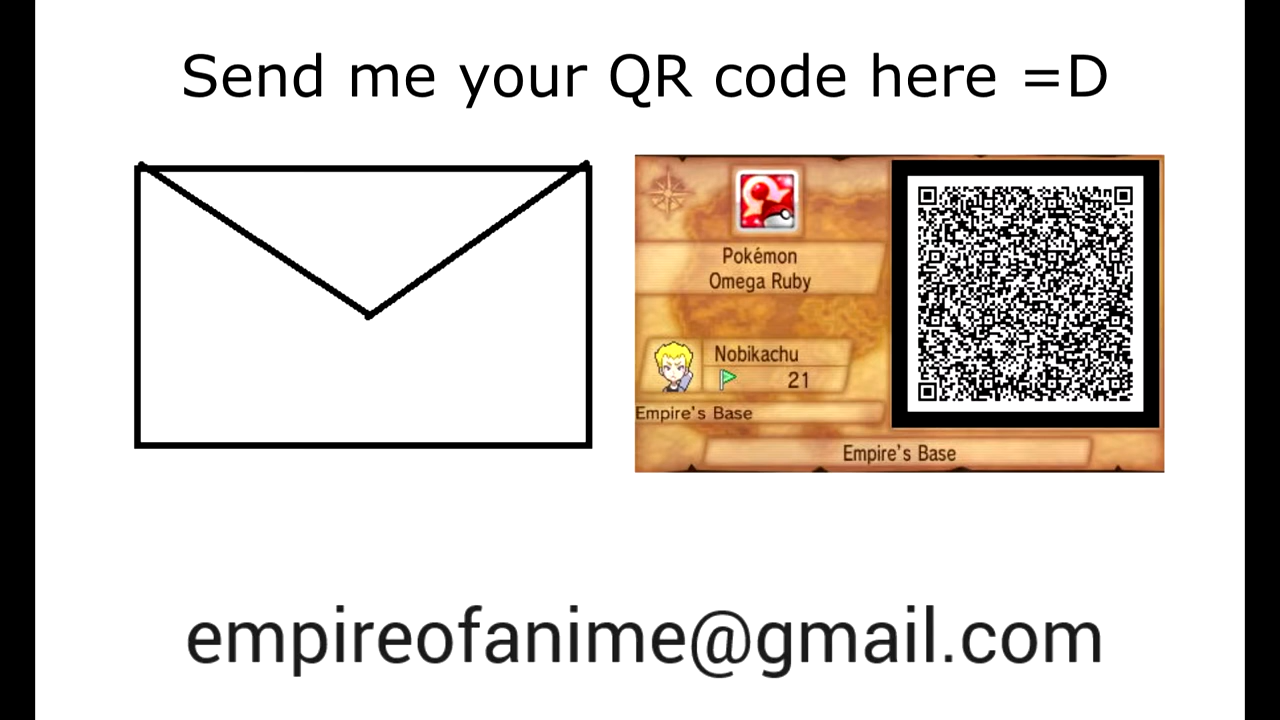 Send me your QR code here =D
Pokémon
Omega Ruby
Nobikachu
21
Empire's Base
Empire's Base
empireofanime@gmail.com